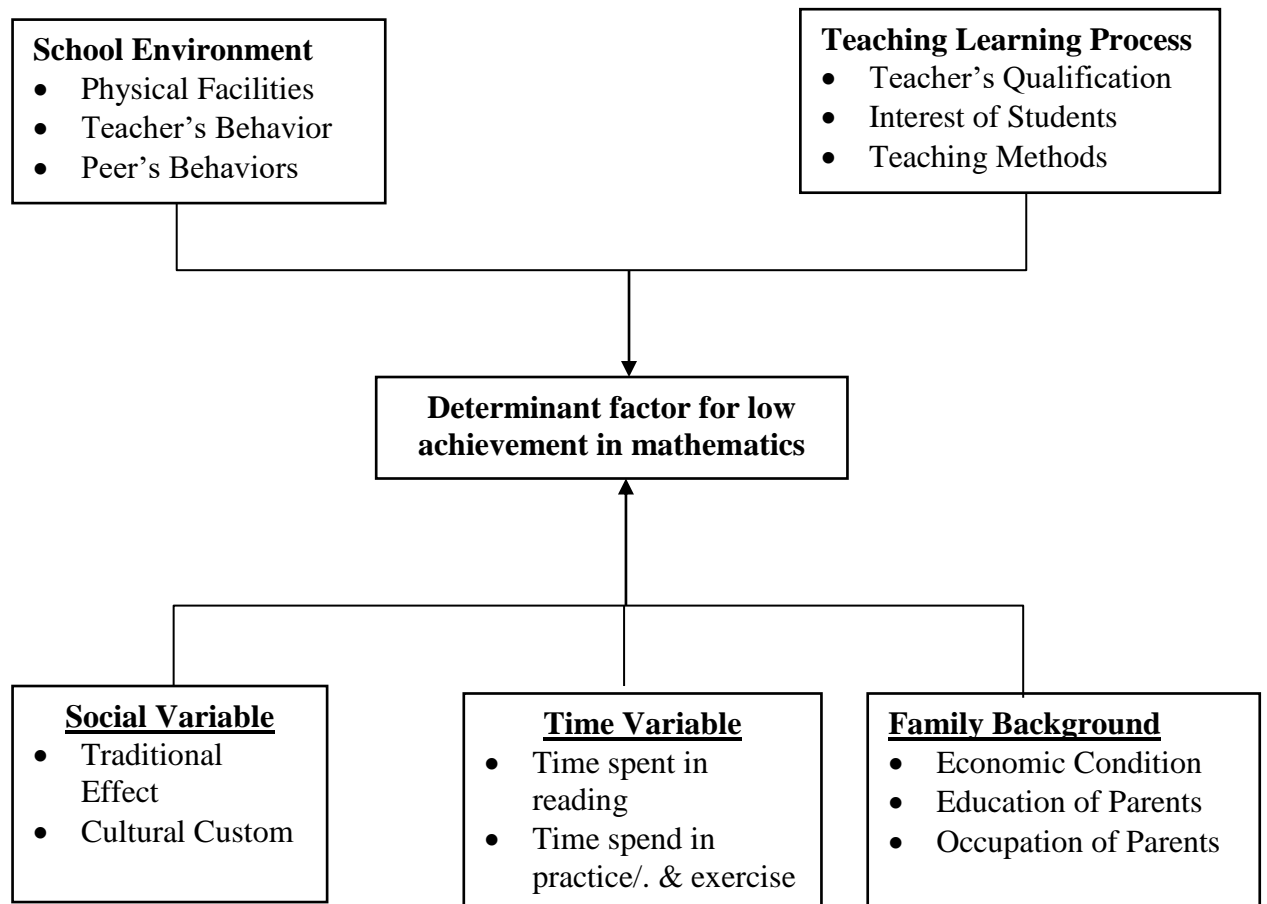 School Environment
• Physical Facilities
• Teacher’s Behavior
• Peer’s Behaviors
Teaching Learning Process
• Teacher’s Qualification
• Interest of Students
• Teaching Methods
Determinant factor for low
achievement in mathematics
Social Variable
• Traditional
Effect
• Cultural Custom
Time Variable
• Time spent in
reading
• Time spend in
practice/. & exercise
Family Background
• Economic Condition
• Education of Parents
• Occupation of Parents